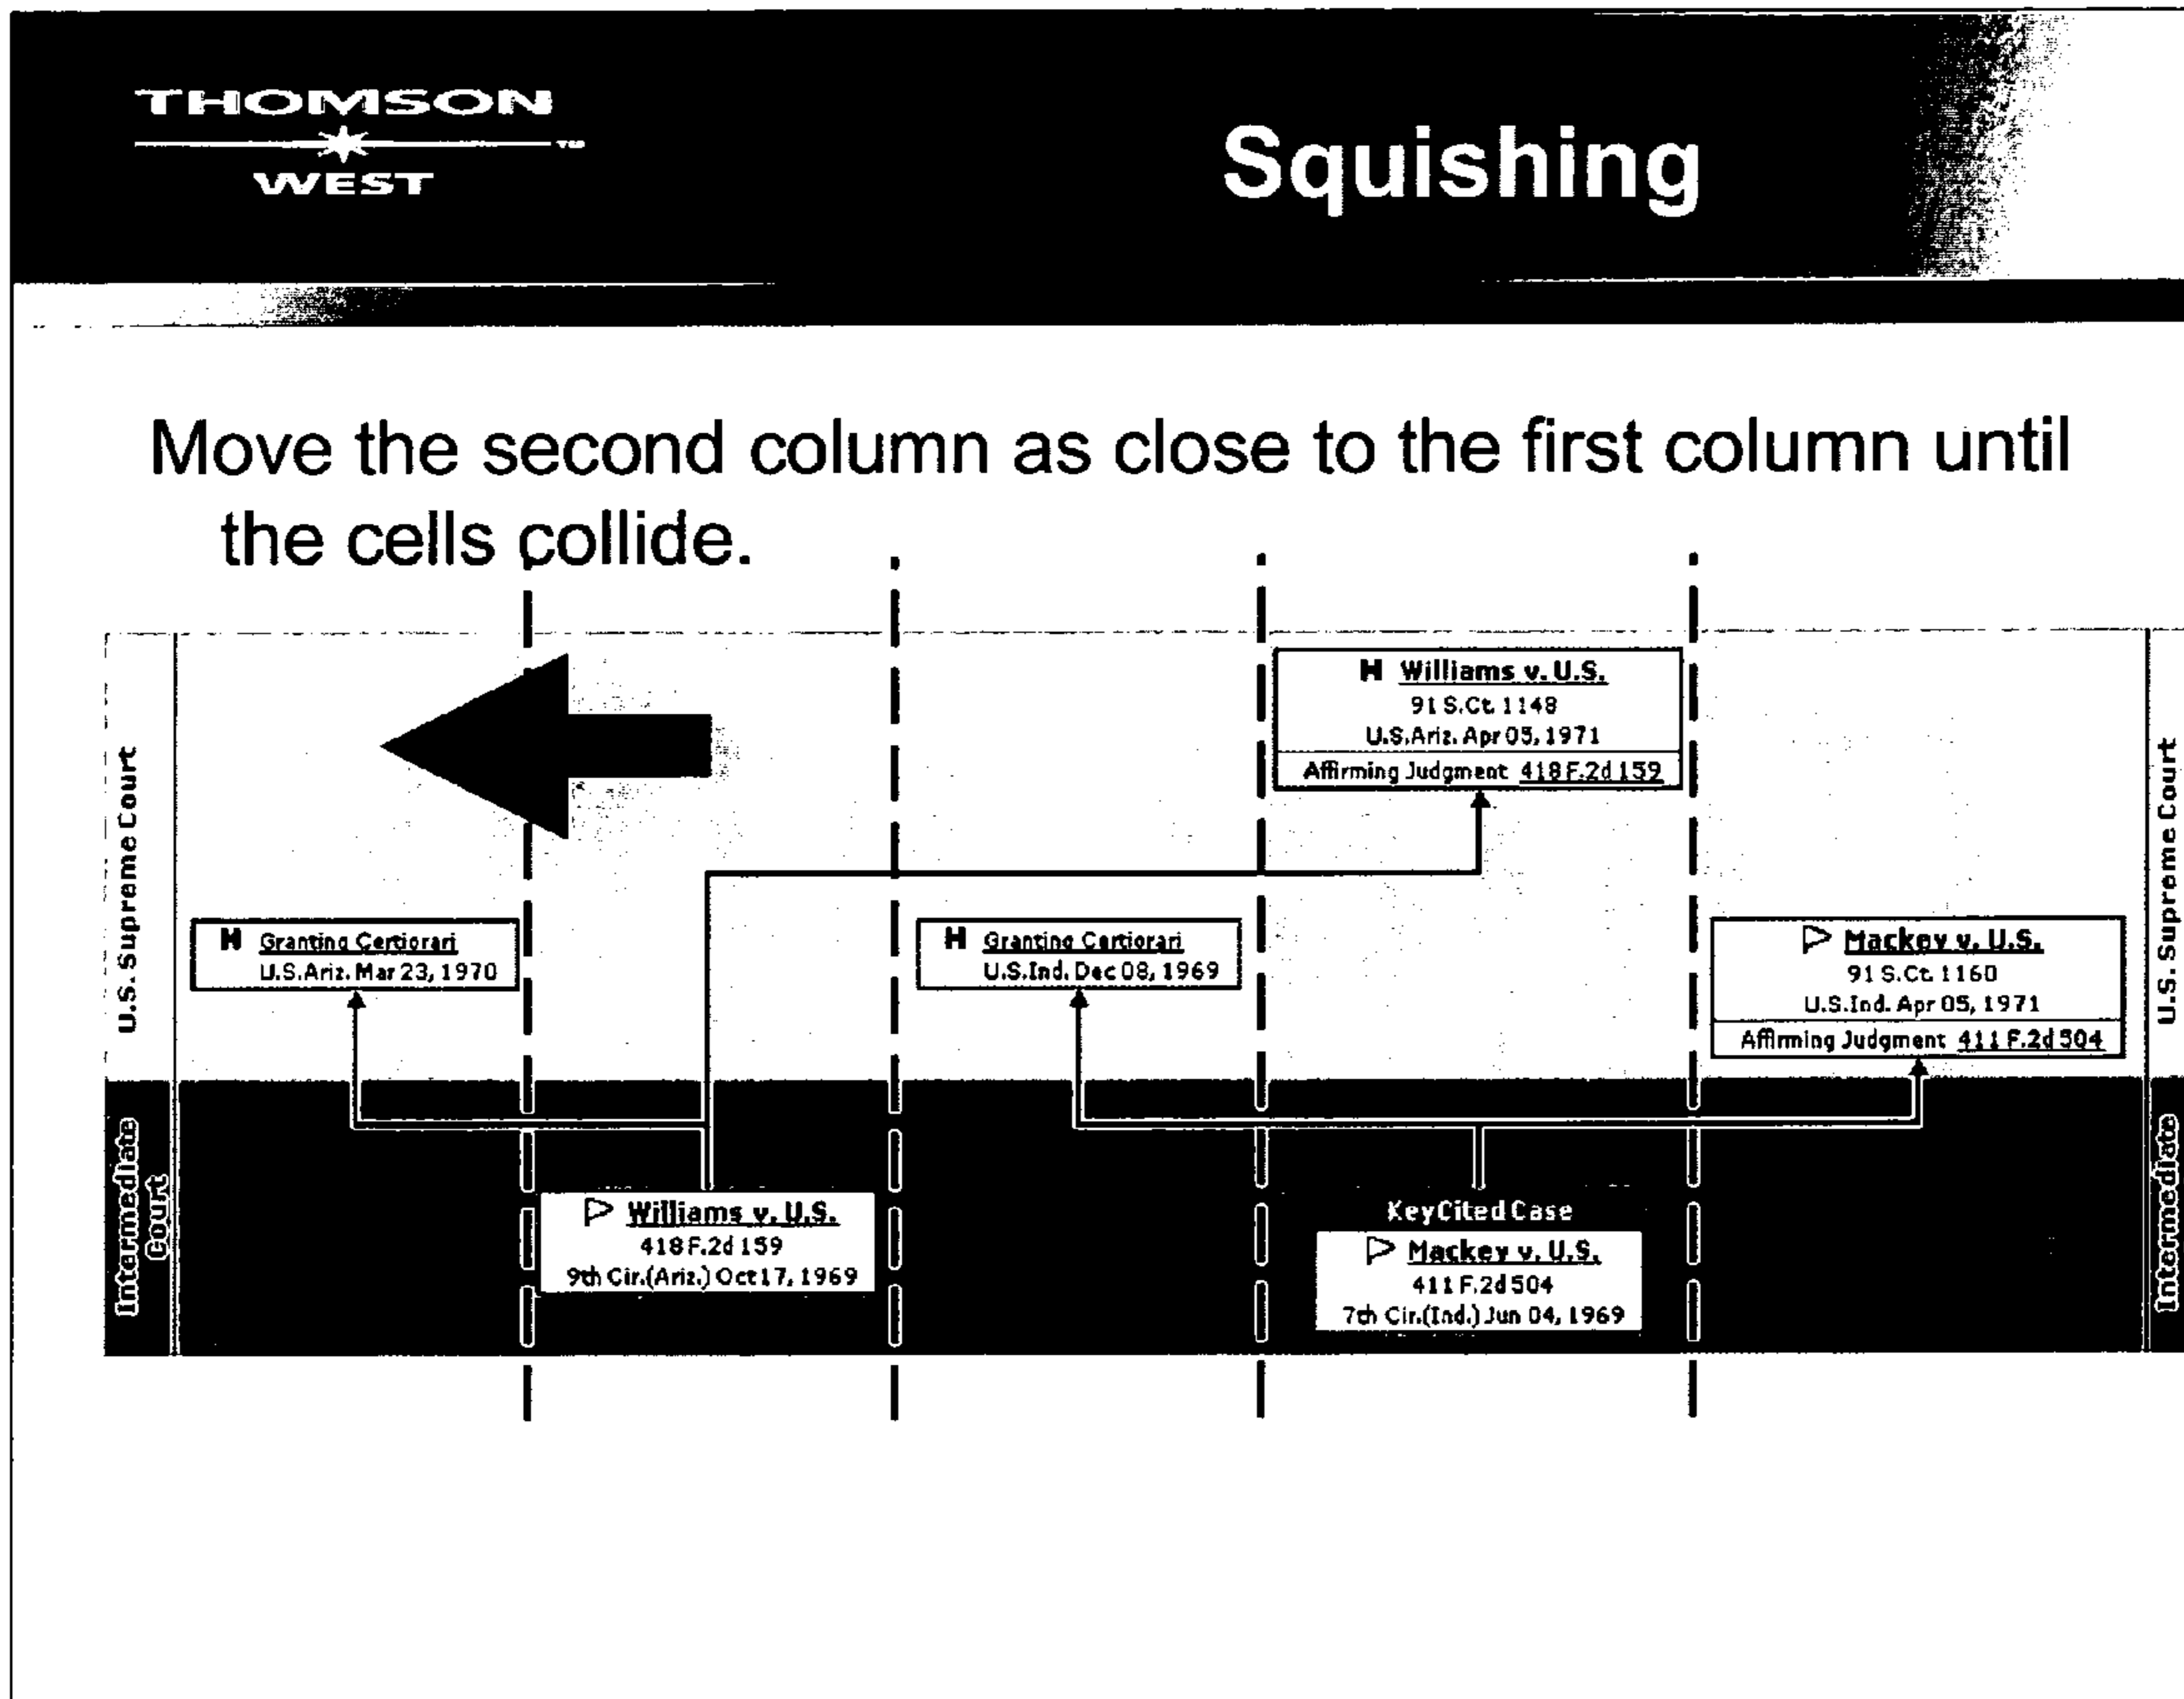 THOMSON
TM
WEST
Squishing
Move the second column as close to the first column until
the cells collide.
U.S. Supreme Court
H Williams v. U.S.
91 S.Ct. 1148
U.S.Ariz. Apr 05, 1971
Affirming Judgment 418 F.2d 159
H Granting Certiorari
U.S.Ariz. Mar 23, 1970
H Granting Certiorari
U.S.Ind. Dec 08, 1969
Mackey v. U.S.
91 S.Ct. 1160
U.S.Ind. Apr 05, 1971
Affirming Judgment 411 F.2d 504
U.S. Supreme Court
Intermediate
Court
Williams v. U.S.
418 F.2d 159
9th Cir.(Ariz.) Oct 17, 1969
KeyCited Case
Mackey v. U.S.
411 F.2d 504
7th Cir.(Ind.) Jun 04, 1969
Intermediate